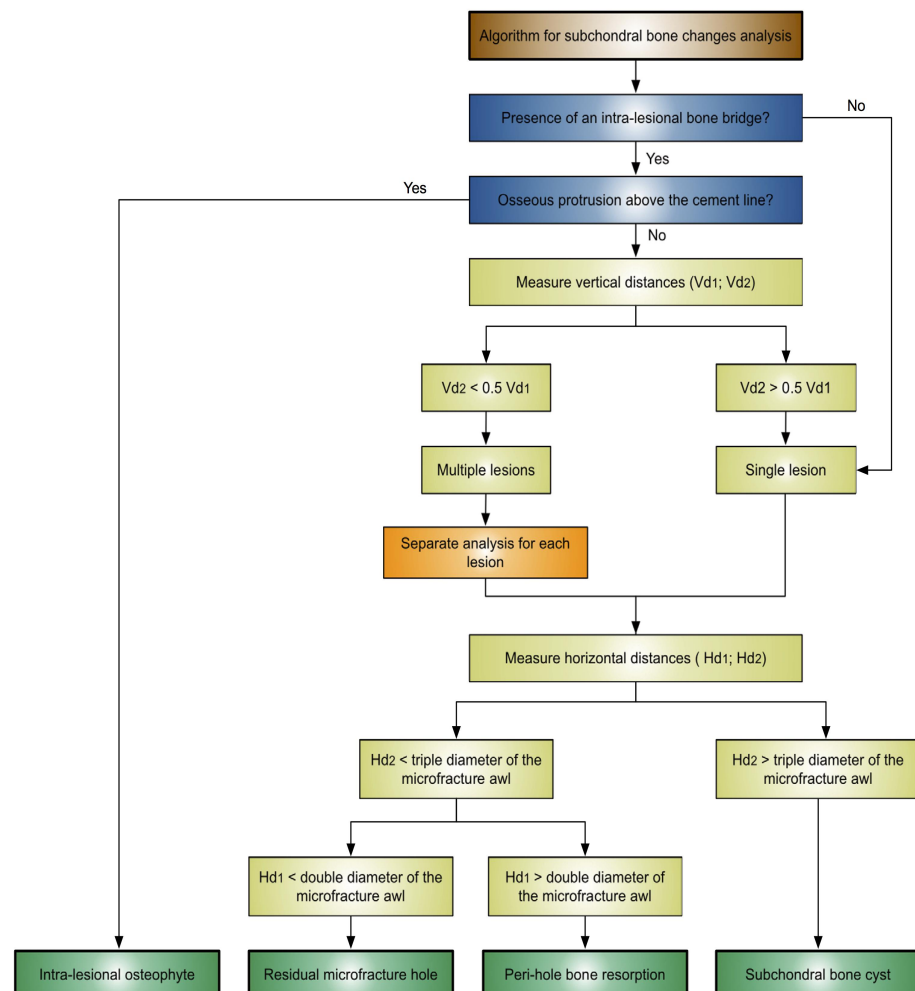 Algorithm for subchondral bone changes analysis
Presence of an intra-lesional bone bridge?
No
Yes
Yes
Osseous protrusion above the cement line?
No
Measure vertical distances (Vd1; Vd2)
Vd2 < 0.5 Vd1
Vd2 > 0.5 Vd1
Multiple lesions
Single lesion
Separate analysis for each
lesion
Measure horizontal distances ( Hd1; Hd2)
Hd2 < triple diameter of the
microfracture awl
Hd2 > triple diameter of the
microfracture awl
Hd1 < double diameter of the
microfracture awl
Hd1 > double diameter of
the microfracture awl
Intra-lesional osteophyte
Residual microfracture hole
Peri-hole bone resorption
Subchondral bone cyst